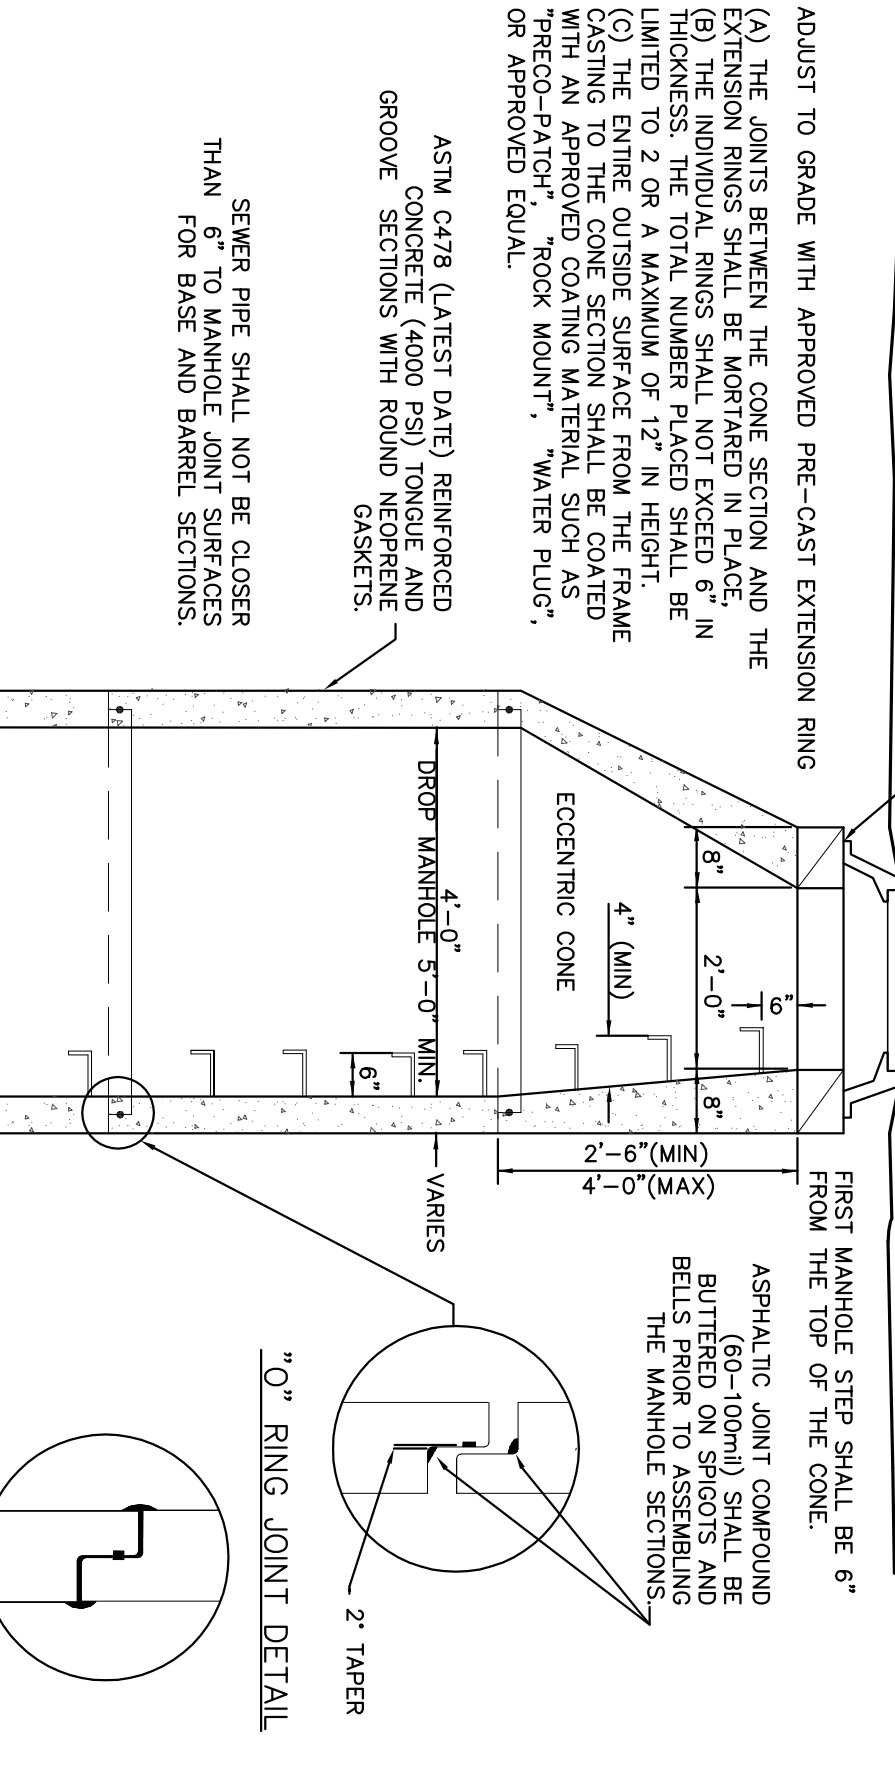 ADJUST TO GRADE WITH APPROVED PRE-CAST EXTENSION RING
(A) THE JOINTS BETWEEN THE CONE SECTION AND THE
EXTENSION RINGS SHALL BE MORTARED IN PLACE,
(B) THE INDIVIDUAL RINGS SHALL NOT EXCEED 6" IN
THICKNESS. THE TOTAL NUMBER PLACED SHALL BE
LIMITED TO 2 OR A MAXIMUM OF 12" IN HEIGHT.
(C) THE ENTIRE OUTSIDE SURFACE FROM THE FRAME
CASTING TO THE CONE SECTION SHALL BE COATED
WITH AN APPROVED COATING MATERIAL SUCH AS
"PRECO-PATCH", "ROCK MOUNT", "WATER PLUG",
OR APPROVED EQUAL.
ASTM C478 (LATEST DATE) REINFORCED
CONCRETE (4000 PSI) TONGUE AND
GROOVE SECTIONS WITH ROUND NEOPRENE
GASKETS.
SEWER PIPE SHALL NOT BE CLOSER
THAN 6" TO MANHOLE JOINT SURFACES
FOR BASE AND BARREL SECTIONS.
8"
2'-0"
6"
8"
4" (MIN)
ECCENTRIC CONE
4'-0"
DROP MANHOLE 5'-0" MIN.
6"
2'-6"(MIN)
4'-0"(MAX)
VARIES
FIRST MANHOLE STEP SHALL BE 6"
FROM THE TOP OF THE CONE.
ASPHALTIC JOINT COMPOUND
(60-100mil) SHALL BE
BUTTERED ON SPIGOTS AND
BELLS PRIOR TO ASSEMBLING
THE MANHOLE SECTIONS.
2° TAPER
"O" RING JOINT DETAIL